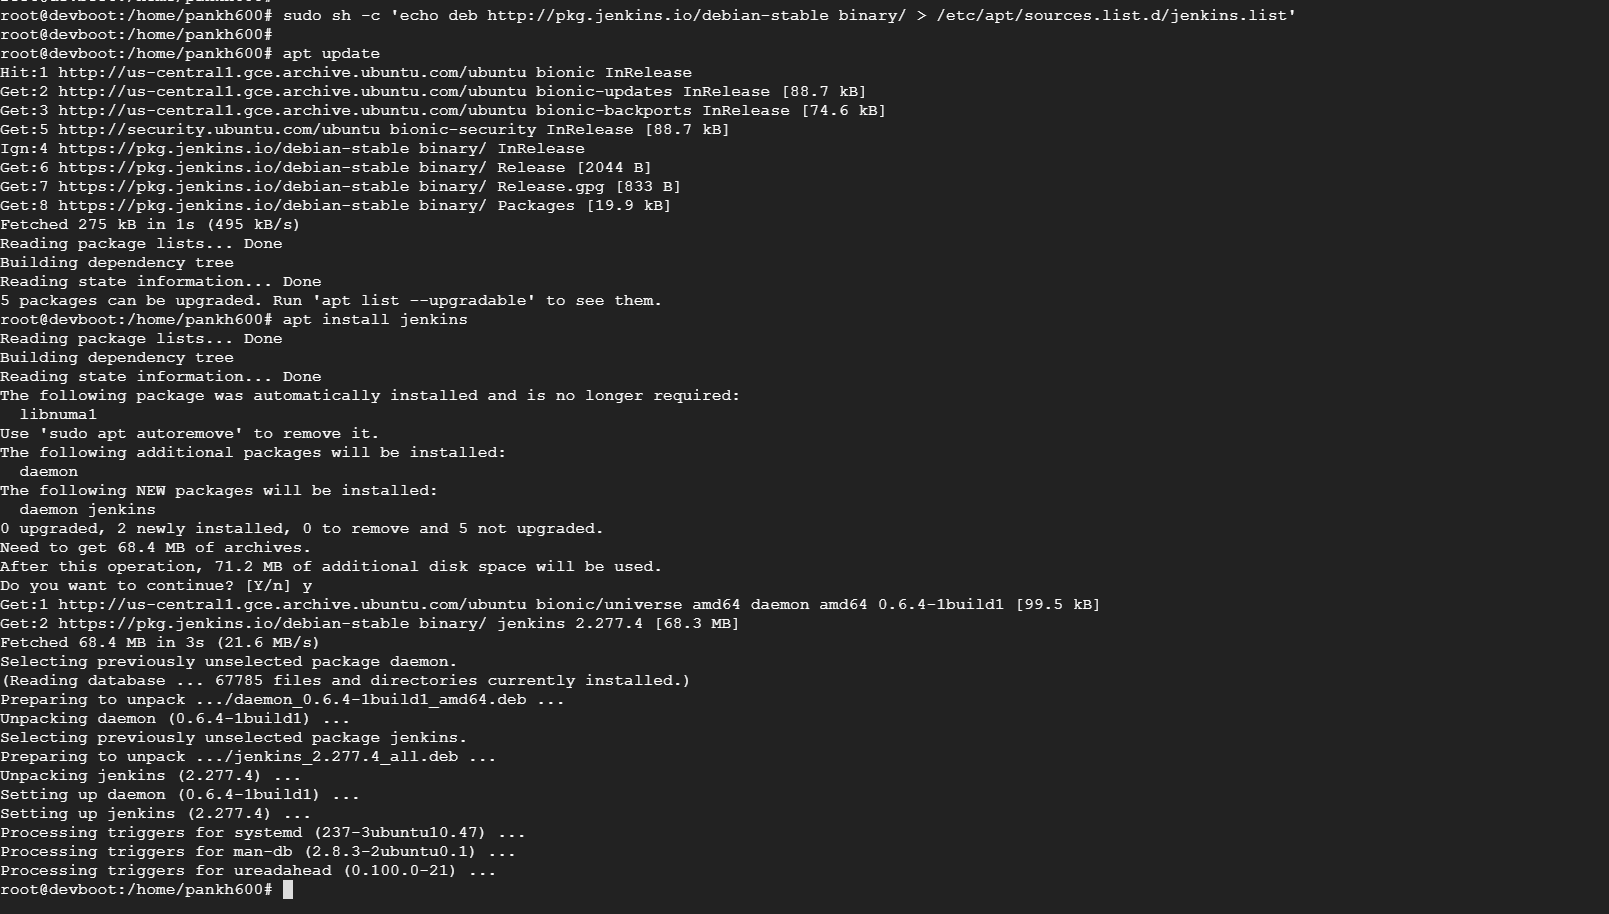 root@devboot:/home/pankh600# sudo sh -c 'echo deb http://pkg.jenkins.io/debian-stable binary/ > /etc/apt/sources.list.d/jenkins.list'
root@devboot:/home/pankh600#
root@devboot:/home/pankh600# apt update
Hit:1 http://us-central1.gce.archive.ubuntu.com/ubuntu bionic InRelease
Get:2 http://us-central1.gce.archive.ubuntu.com/ubuntu bionic-updates InRelease [88.7 kB]
Get:3 http://us-central1.gce.archive.ubuntu.com/ubuntu bionic-backports InRelease [74.6 kB]
Get:5 http://security.ubuntu.com/ubuntu bionic-security InRelease [88.7 kB]
Ign:4 https://pkg.jenkins.io/debian-stable binary/ InRelease
Get:6 https://pkg.jenkins.io/debian-stable binary/ Release [2044 B]
Get:7 https://pkg.jenkins.io/debian-stable binary/ Release.gpg [833 B]
Get:8 https://pkg.jenkins.io/debian-stable binary/ Packages [19.9 kB]
Fetched 275 kB in 1s (495 kB/s)
Reading package lists... Done
Building dependency tree
Reading state information... Done
5 packages can be upgraded. Run 'apt list --upgradable' to see them.
root@devboot:/home/pankh600# apt install jenkins
Reading package lists... Done
Building dependency tree
Reading state information... Done
The following package was automatically installed and is no longer required:
  libnuma1
Use 'sudo apt autoremove' to remove it.
The following additional packages will be installed:
  daemon
The following NEW packages will be installed:
  daemon jenkins
0 upgraded, 2 newly installed, 0 to remove and 5 not upgraded.
Need to get 68.4 MB of archives.
After this operation, 71.2 MB of additional disk space will be used.
Do you want to continue? [Y/n] y
Get:1 http://us-central1.gce.archive.ubuntu.com/ubuntu bionic/universe amd64 daemon amd64 0.6.4-1build1 [99.5 kB]
Get:2 https://pkg.jenkins.io/debian-stable binary/ jenkins 2.277.4 [68.3 MB]
Fetched 68.4 MB in 3s (21.6 MB/s)
Selecting previously unselected package daemon.
(Reading database ... 67785 files and directories currently installed.)
Preparing to unpack .../daemon_0.6.4-1build1_amd64.deb ...
Unpacking daemon (0.6.4-1build1) ...
Selecting previously unselected package jenkins.
Preparing to unpack .../jenkins_2.277.4_all.deb ...
Unpacking jenkins (2.277.4) ...
Setting up daemon (0.6.4-1build1) ...
Setting up jenkins (2.277.4) ...
Processing triggers for systemd (237-3ubuntu10.47) ...
Processing triggers for man-db (2.8.3-2ubuntu0.1) ...
Processing triggers for ureadahead (0.100.0-21) ...
root@devboot:/home/pankh600#